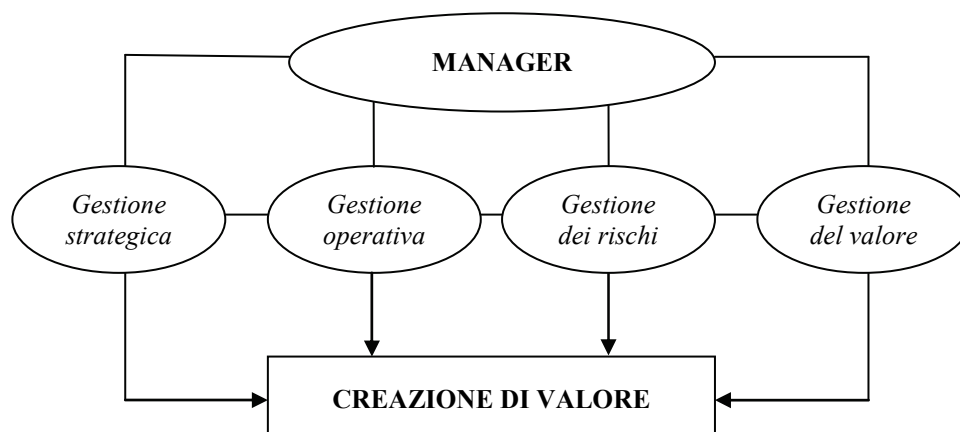 MANAGER
Gestione
strategica
Gestione
operativa
Gestione
dei rischi
Gestione
del valore
CREAZIONE DI VALORE